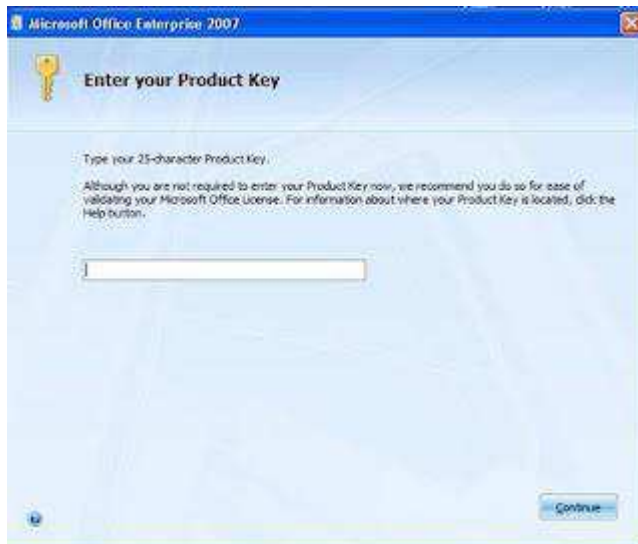 Microsoft Office Enterprise 2007
Enter your Product Key
Type your 25-character Product Key.
Although you are not required to enter your Product Key now, we recommend you do so for ease of
validating your Microsoft Office License. For information about where your Product Key is located, click the
Help button.
Continue